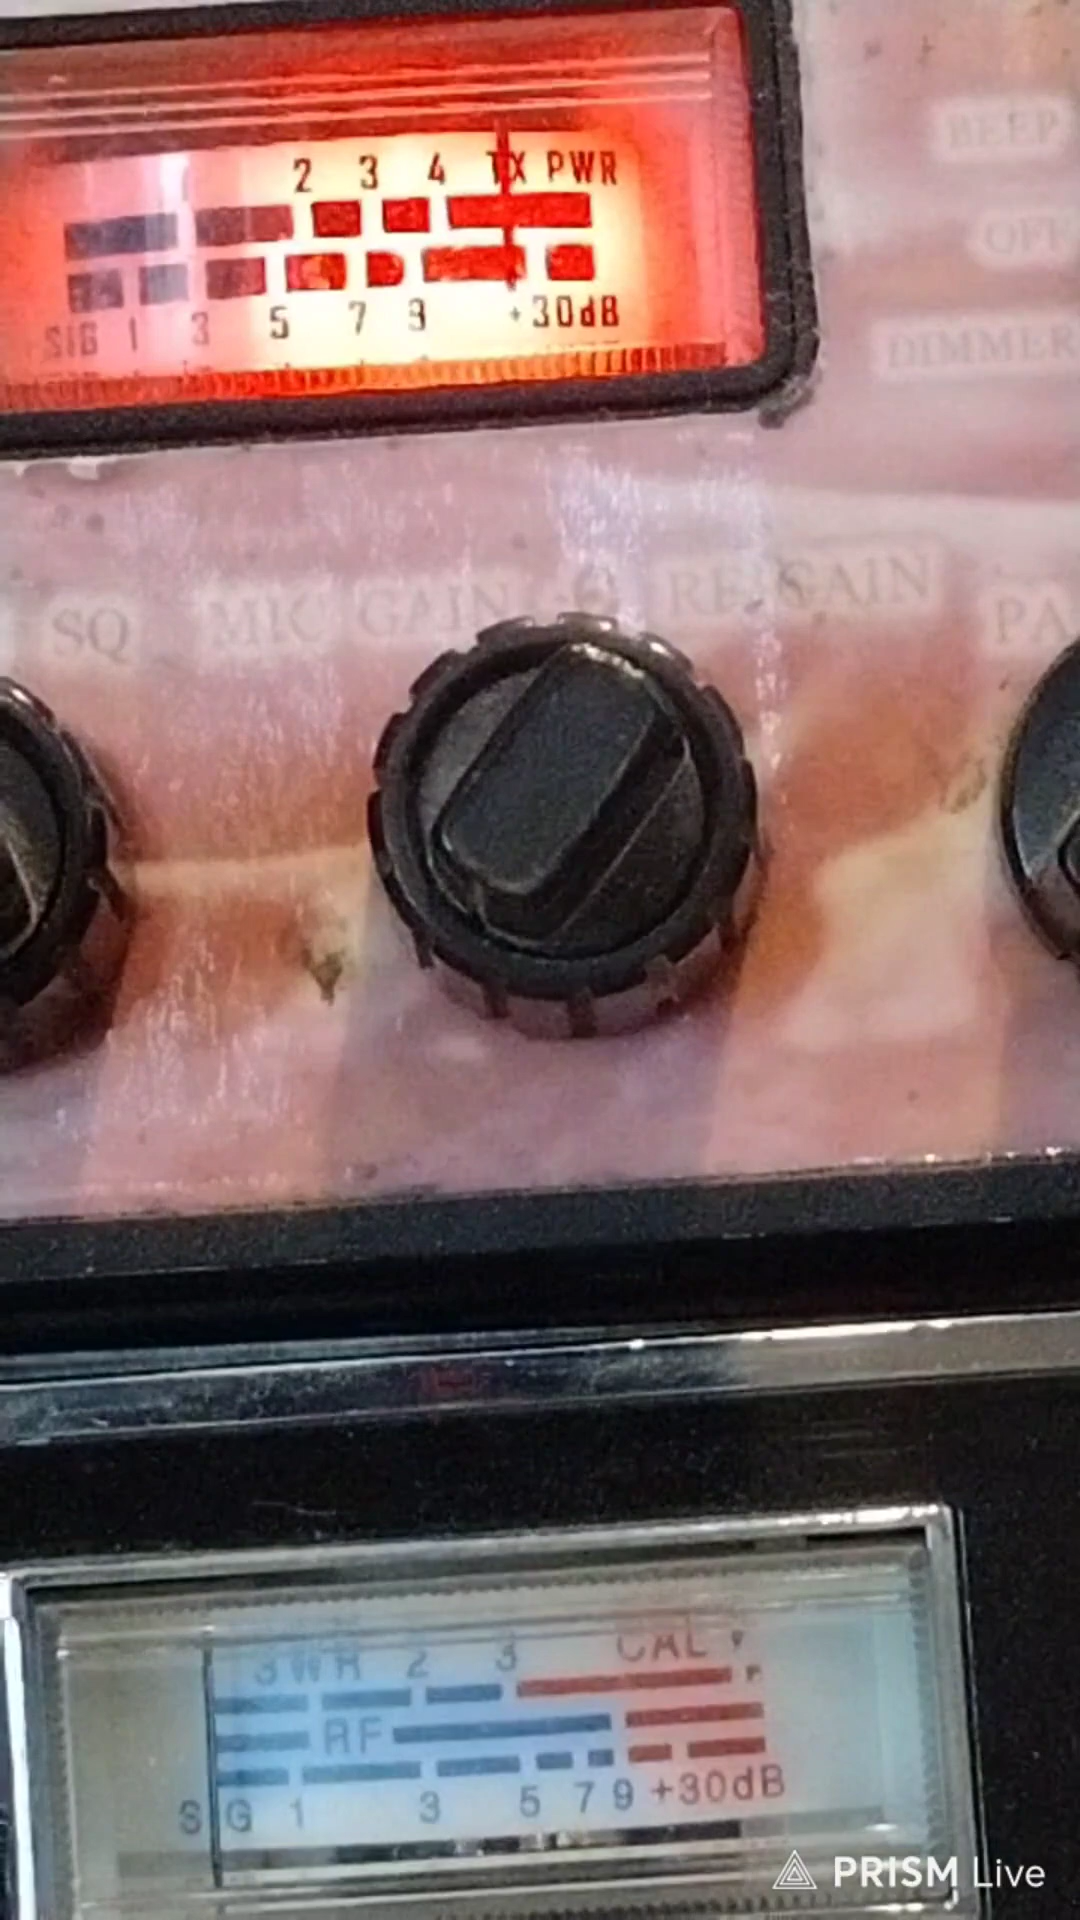 2 3 4 TX PWR
SIG 1 3 5 7 9 +30dB
BEEP
OFF
DIMMER
SQ MIC GAIN RF GAIN PA
SWR 2 3 CAL
RF
SIG 1 3 5 7 9 +30dB
PRISM Live